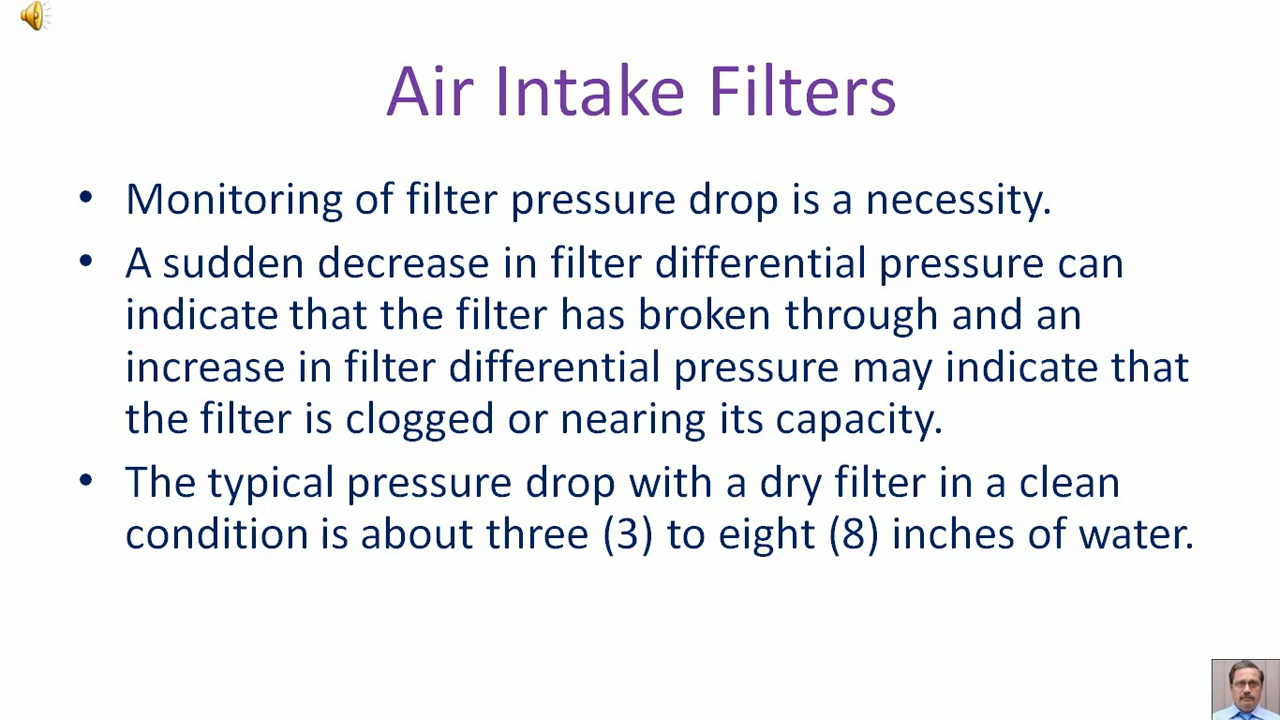 Air Intake Filters
• Monitoring of filter pressure drop is a necessity.
• A sudden decrease in filter differential pressure can
indicate that the filter has broken through and an
increase in filter differential pressure may indicate that
the filter is clogged or nearing its capacity.
• The typical pressure drop with a dry filter in a clean
condition is about three (3) to eight (8) inches of water.